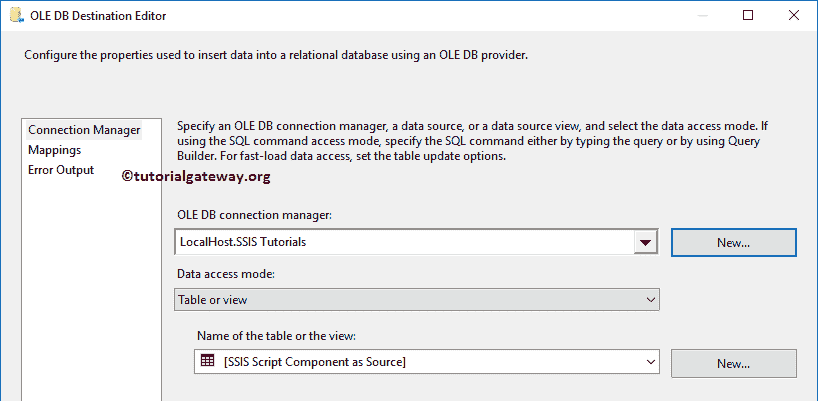 OLE DB Destination Editor
Configure the properties used to insert data into a relational database using an OLE DB provider.
Connection Manager
Mappings
Error Output
©tutorialgateway.org
Specify an OLE DB connection manager, a data source, or a data source view, and select the data access mode. If
using the SQL command access mode, specify the SQL command either by typing the query or by using Query
Builder. For fast-load data access, set the table update options.
OLE DB connection manager:
LocalHost.SSIS Tutorials
New...
Data access mode:
Table or view
Name of the table or the view:
[SSIS Script Component as Source]
New...